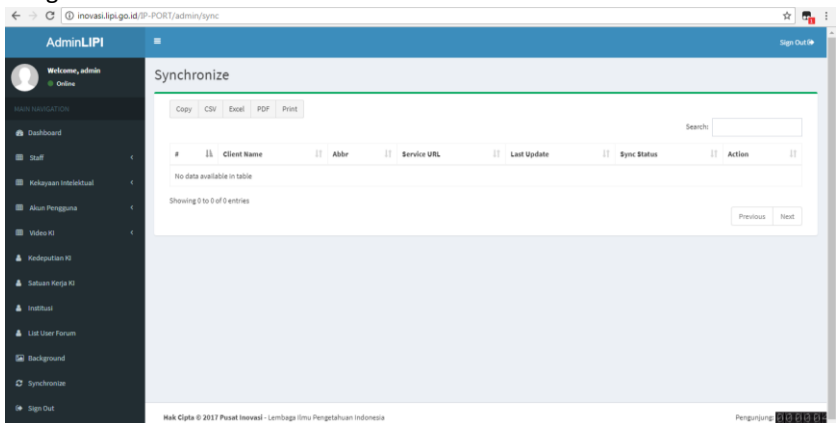 inovasi.lipi.go.id/IP-PORT/admin/sync
AdminLIPI
Sign Out
Welcome, admin
Online
MAIN NAVIGATION
Dashboard
Staff
Kekayaan Intelektual
Akun Pengguna
Video KI
Kedeputian KI
Satuan Kerja KI
Institusi
List User Forum
Background
Synchronize
Sign Out
Synchronize
Copy CSV Excel PDF Print
Search:
# Client Name Abbr Service URL Last Update Sync Status Action
No data available in table
Showing 0 to 0 of 0 entries
Previous Next
Hak Cipta © 2017 Pusat Inovasi - Lembaga Ilmu Pengetahuan Indonesia
Pengunjung: